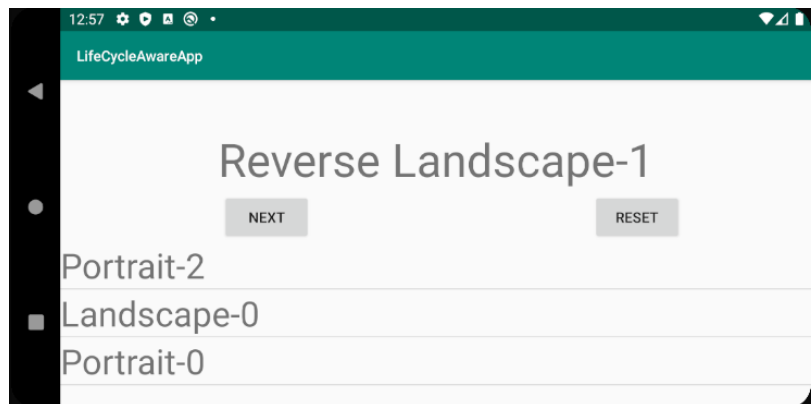 12:57
LifeCycleAwareApp
Reverse Landscape-1
NEXT RESET
Portrait-2
Landscape-0
Portrait-0